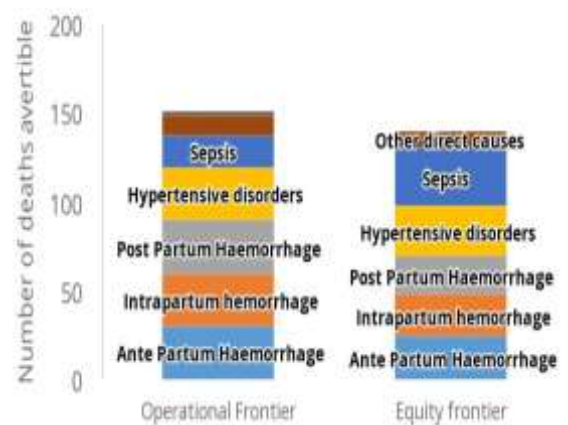 Number of deaths avertible
200
150
100
50
0
Sepsis
Hypertensive disorders
Post Partum Haemorrhage
Intrapartum hemorrhage
Ante Partum Haemorrhage
Operational Frontier
Other direct causes
Sepsis
Hypertensive disorders
Post Partum Haemorrhage
Intrapartum hemorrhage
Ante Partum Haemorrhage
Equity frontier